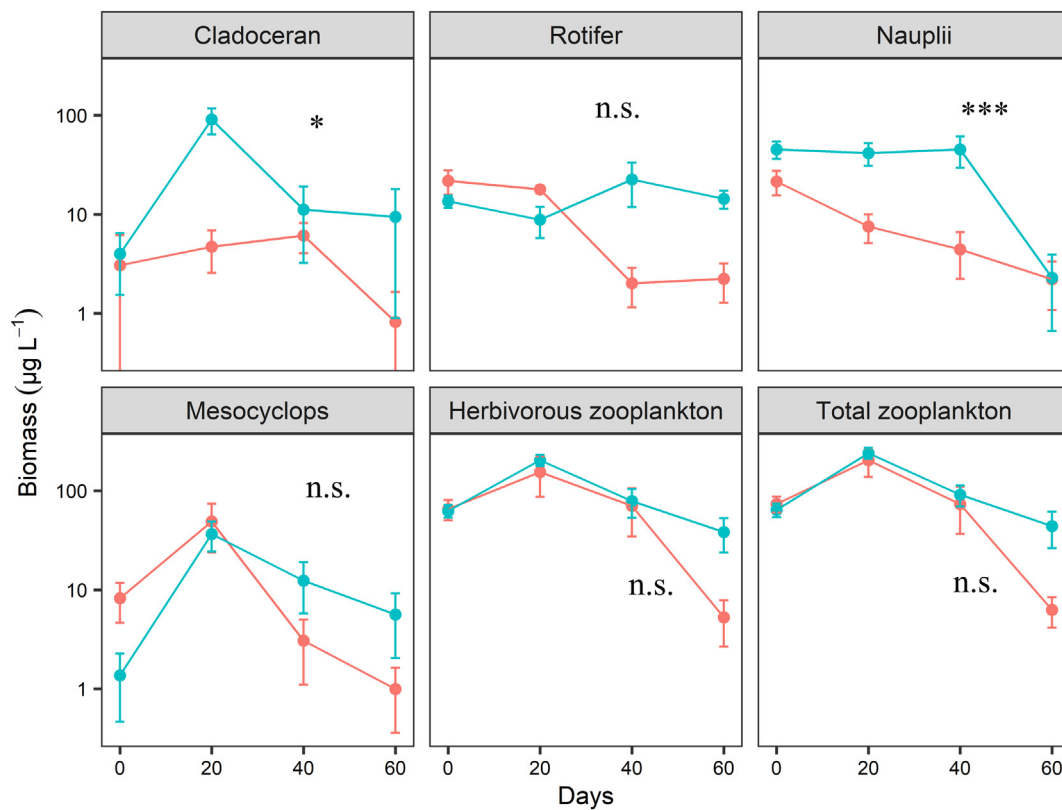 Cladoceran Rotifer Nauplii
* n.s. ***
100
10
1
Mesocyclops Herbivorous zooplankton Total zooplankton
n.s. n.s. n.s.
100
10
1
0 20 40 60 0 20 40 60 0 20 40 60
Days
Biomass (µg L⁻¹)